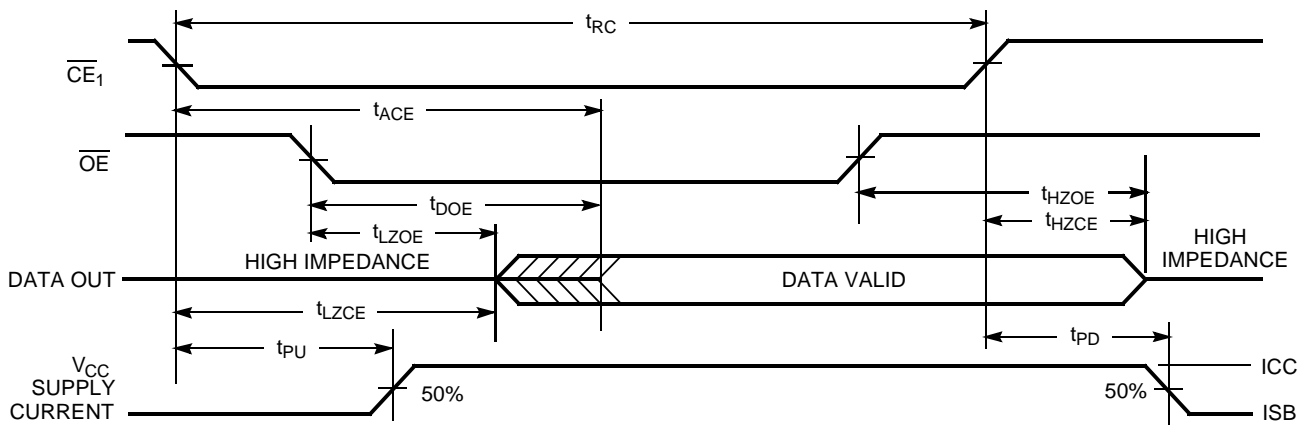 tRC
CE1
tACE
OE
tHZOE
tDOE
tHZCE
tLZOE
HIGH IMPEDANCE
HIGH
IMPEDANCE
DATA OUT
DATA VALID
tLZCE
tPU
tPD
VCC
SUPPLY
CURRENT
50%
50%
ICC
ISB